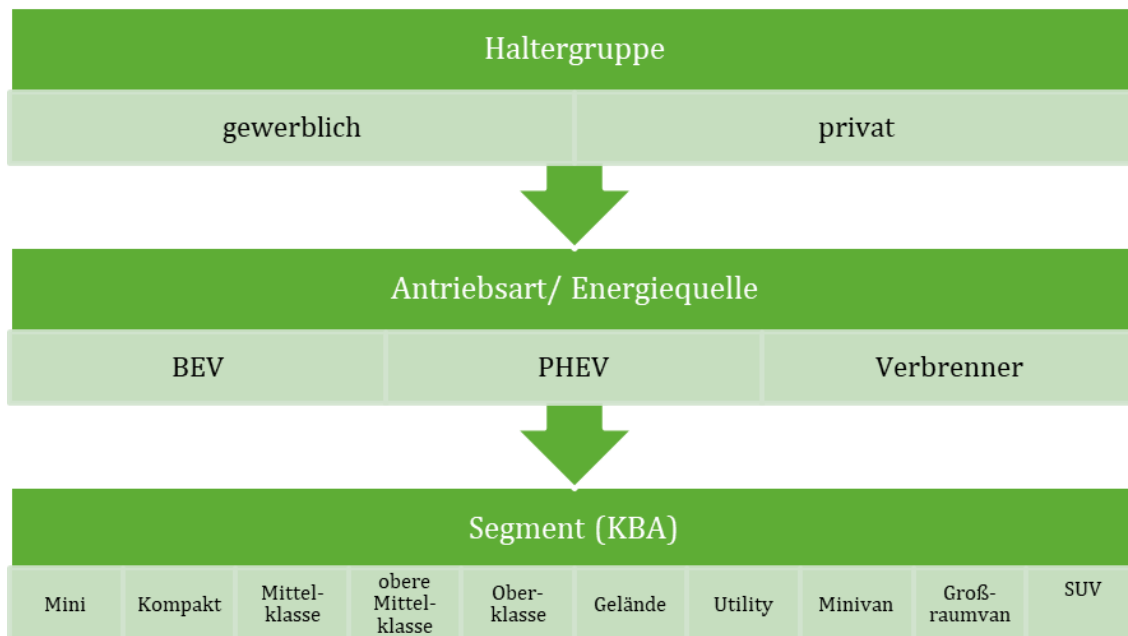 Haltergruppe
gewerblich
privat
Antriebsart/ Energiequelle
BEV
PHEV
Verbrenner
Segment (KBA)
Mini
Kompakt
Mittel-
klasse
obere
Mittel-
klasse
Ober-
klasse
Gelände
Utility
Minivan
Groß-
raumvan
SUV